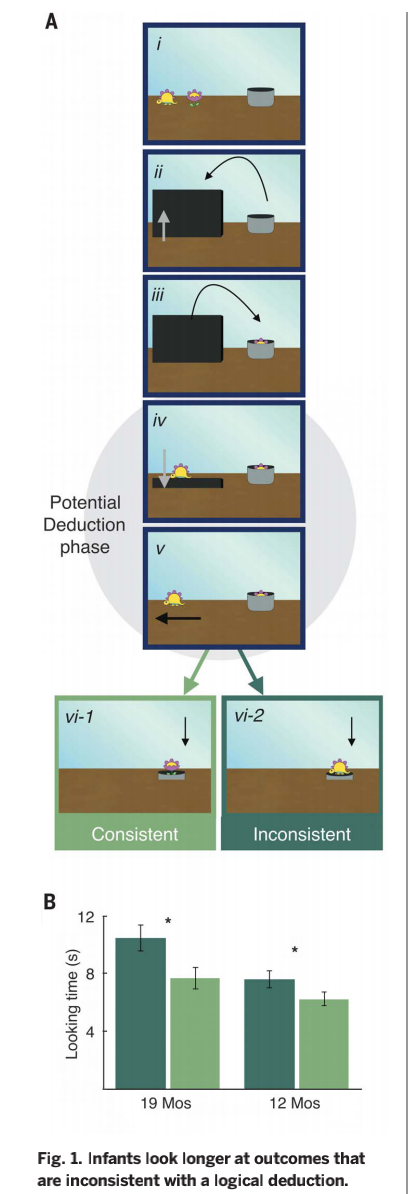 A
i
ii
iii
iv
Potential
Deduction
phase
v
vi-1
vi-2
Consistent
Inconsistent
B
12
8
4
Looking time (s)
*
*
19 Mos
12 Mos
Fig. 1. Infants look longer at outcomes that
are inconsistent with a logical deduction.